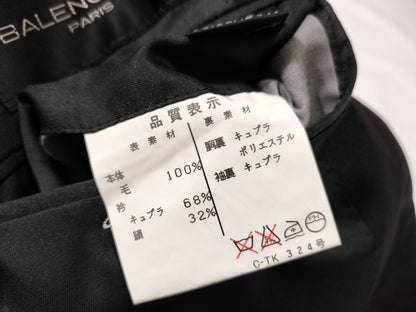 BALENC
PARIS
品質表示
表素材 裏素材
本体
毛 100%
胴裏 キュプラ
ポリエステル
袖裏 キュプラ
衿 キュプラ 68%
絹 32%
C-TK 324号